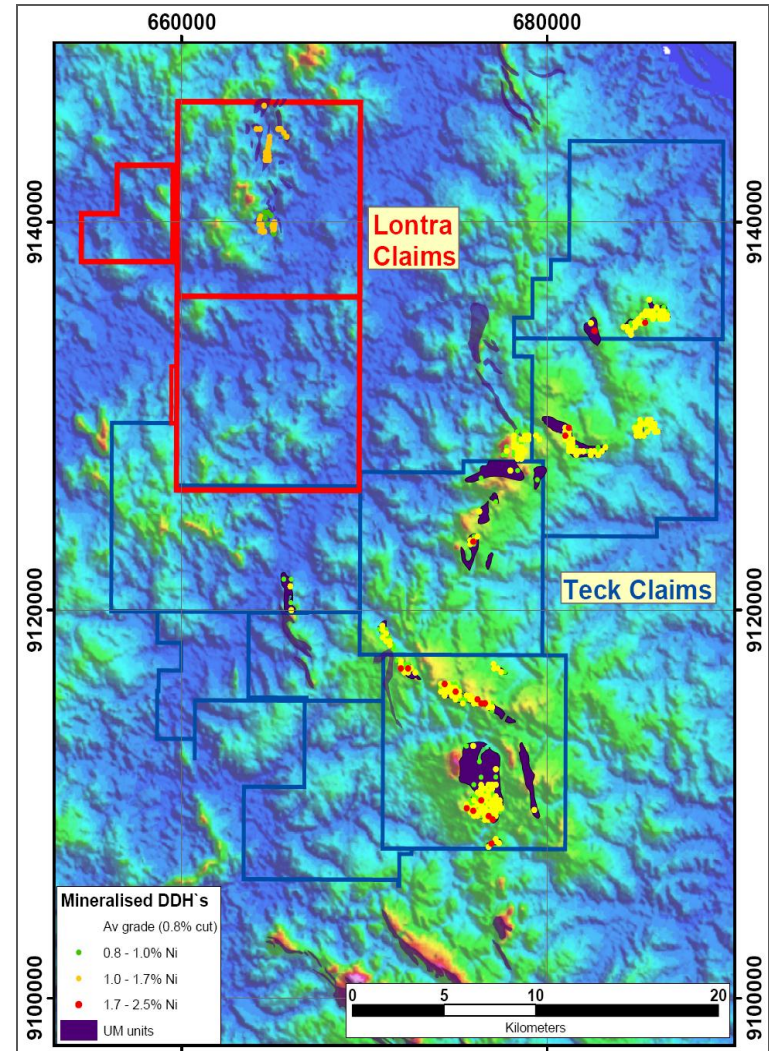 660000
680000
9140000
9140000
Lontra
Claims
Teck Claims
9120000
9120000
9100000
9100000
Mineralised DDH`s
Av grade (0.8% cut)
0.8 - 1.0% Ni
1.0 - 1.7% Ni
1.7 - 2.5% Ni
UM units
0
5
10
20
Kilometers